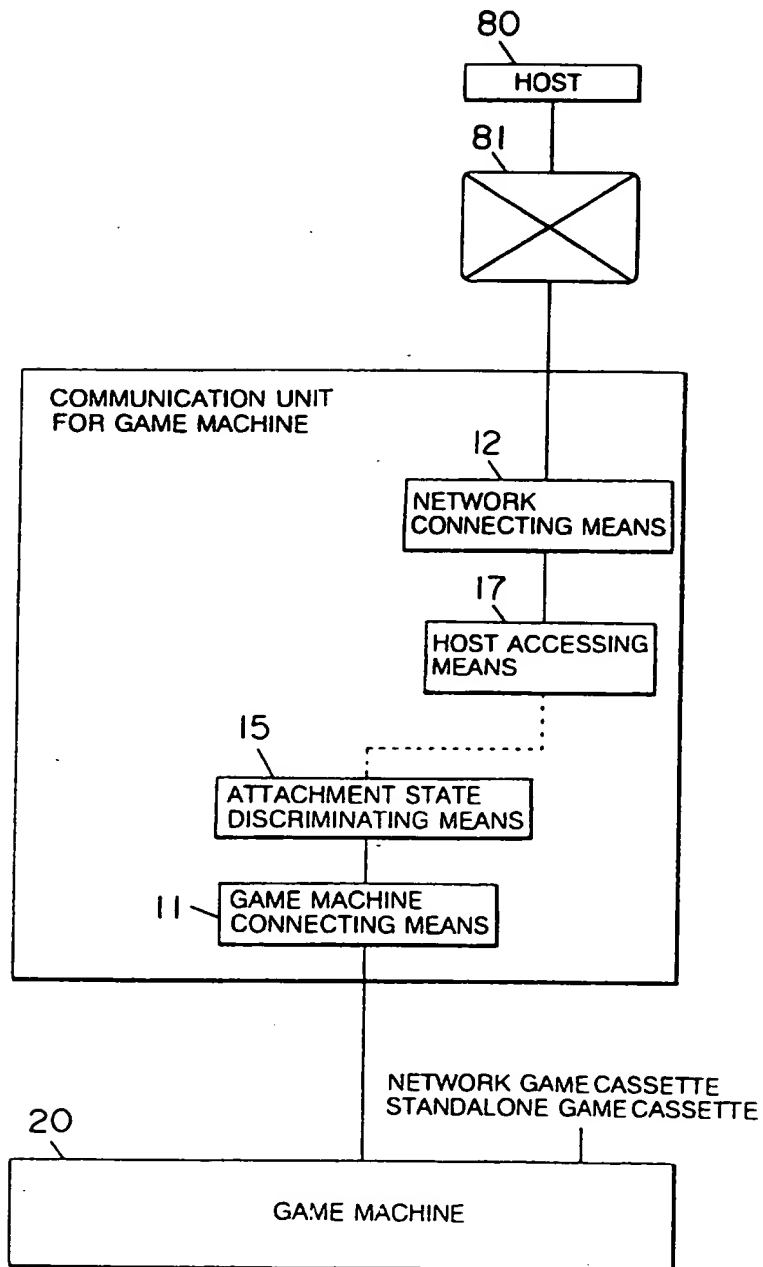 80
HOST
81
COMMUNICATION UNIT
FOR GAME MACHINE
12
NETWORK
CONNECTING MEANS
17
HOST ACCESSING
MEANS
15
ATTACHMENT STATE
DISCRIMINATING MEANS
11
GAME MACHINE
CONNECTING MEANS
NETWORK GAME CASSETTE
STANDALONE GAME CASSETTE
20
GAME MACHINE